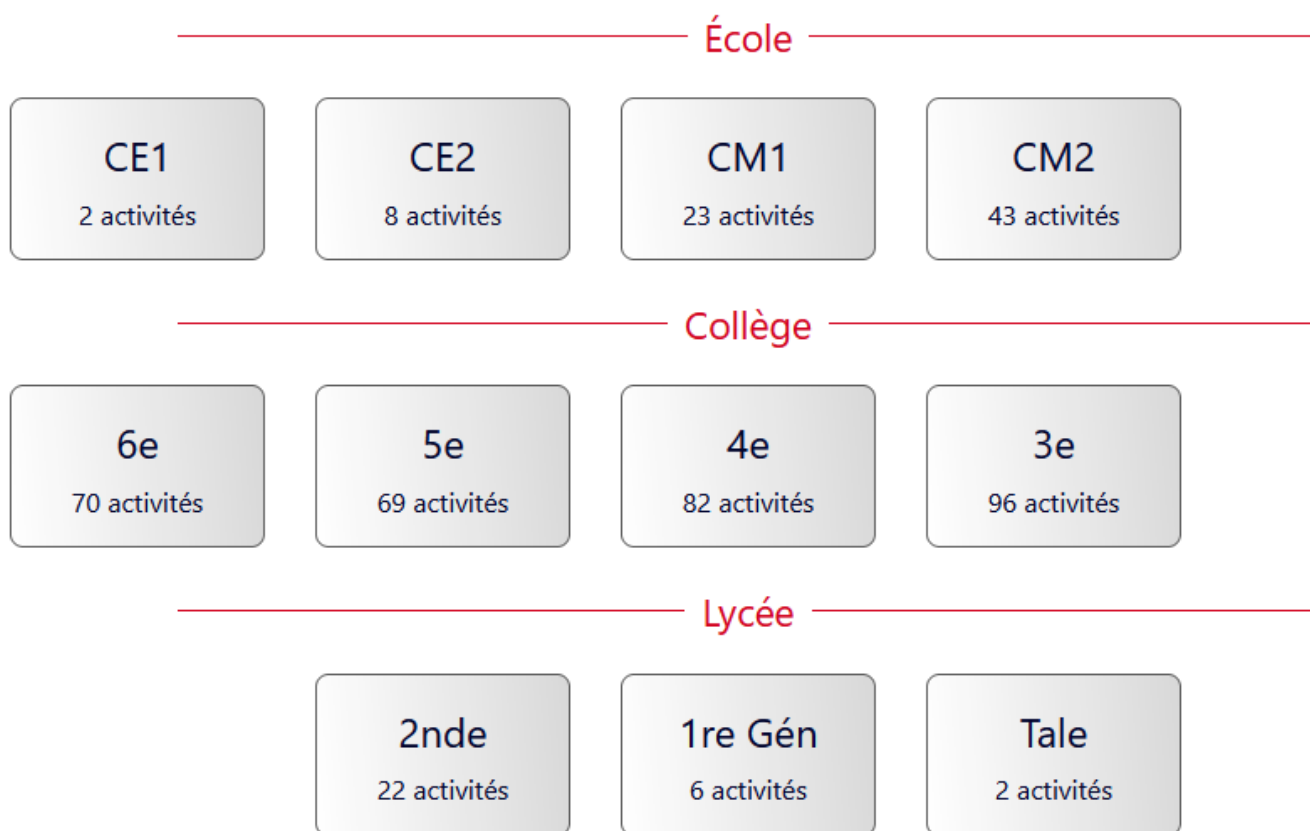 École
CE1
2 activités
CE2
8 activités
CM1
23 activités
CM2
43 activités
Collège
6e
70 activités
5e
69 activités
4e
82 activités
3e
96 activités
Lycée
2nde
22 activités
1re Gén
6 activités
Tale
2 activités